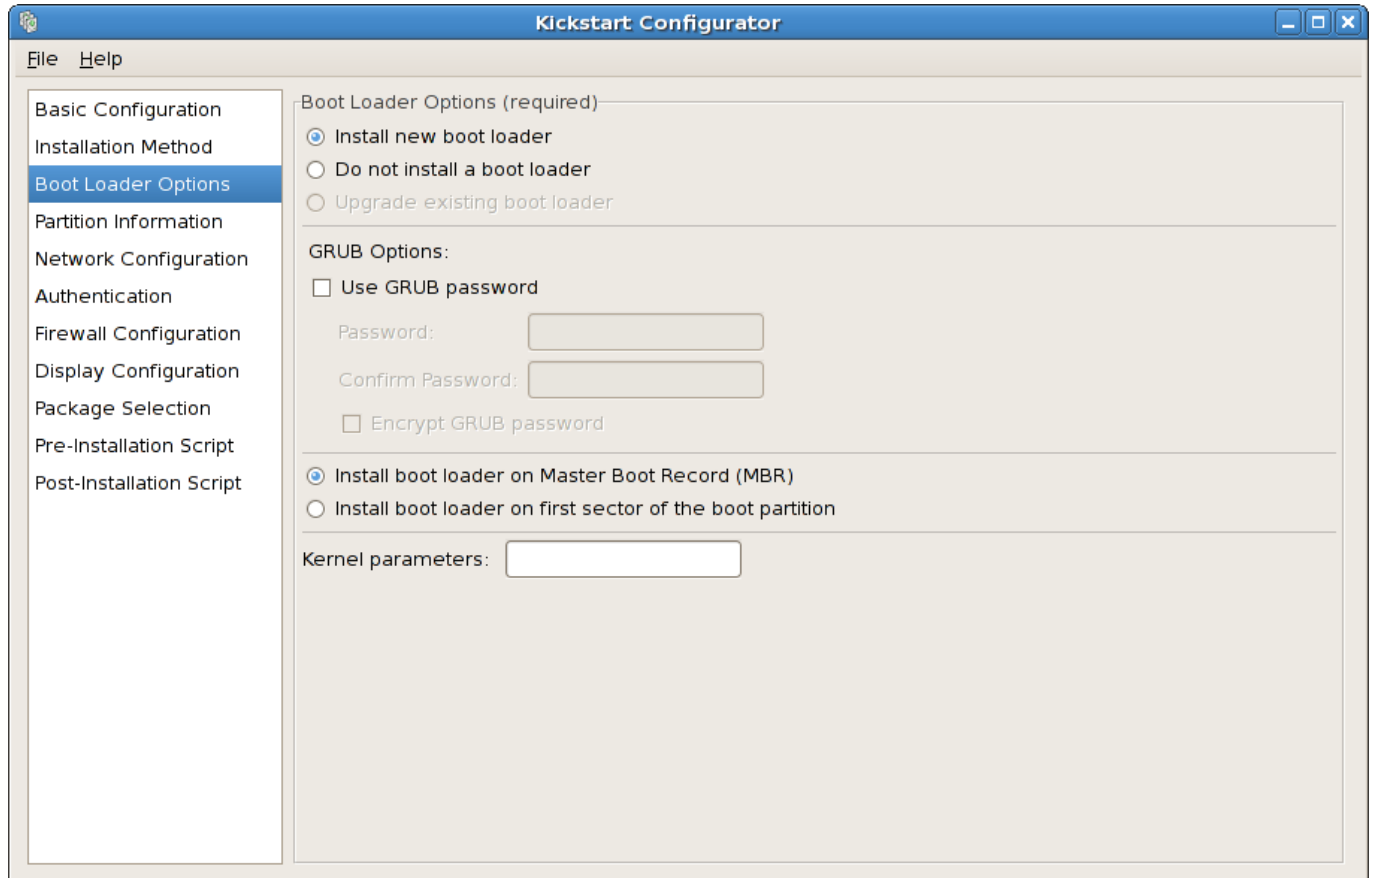 Kickstart Configurator
File Help
Basic Configuration
Installation Method
Boot Loader Options
Partition Information
Network Configuration
Authentication
Firewall Configuration
Display Configuration
Package Selection
Pre-Installation Script
Post-Installation Script
Boot Loader Options (required)
Install new boot loader
Do not install a boot loader
Upgrade existing boot loader
GRUB Options:
Use GRUB password
Password:
Confirm Password:
Encrypt GRUB password
Install boot loader on Master Boot Record (MBR)
Install boot loader on first sector of the boot partition
Kernel parameters: